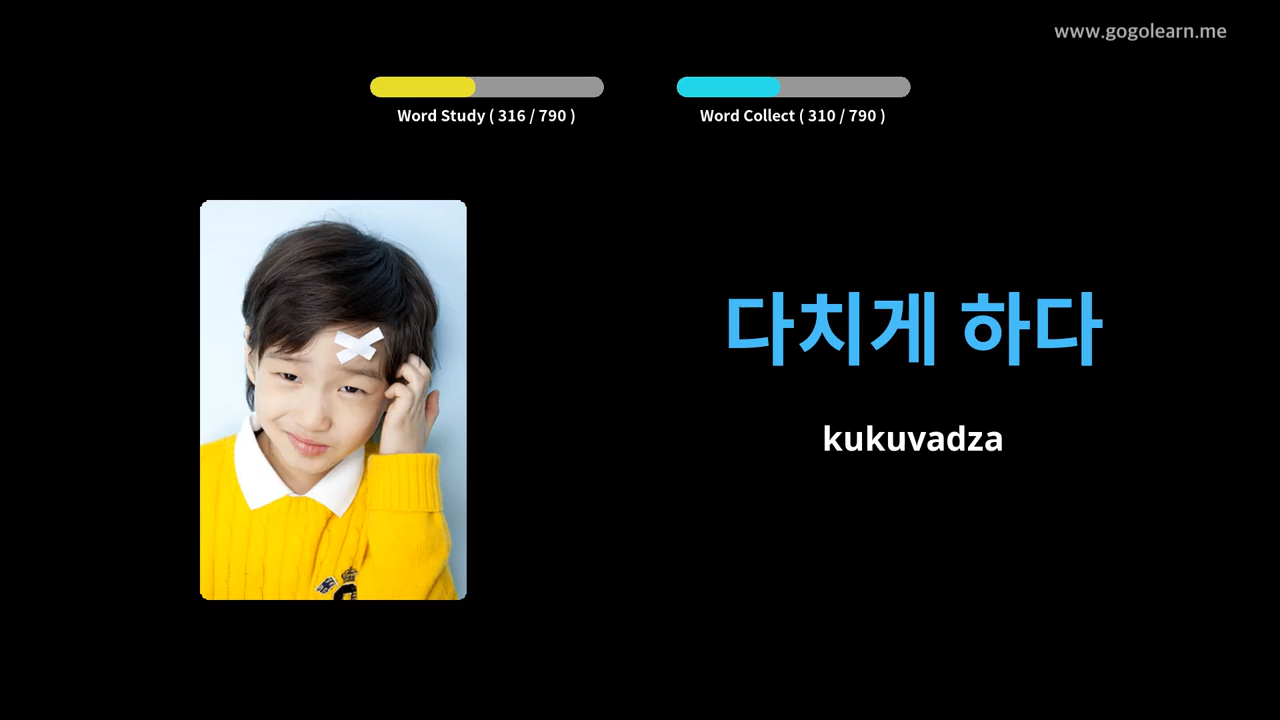 www.gogolearn.me
Word Study ( 316 / 790 )
Word Collect ( 310 / 790 )
다치게 하다
kukuvadza